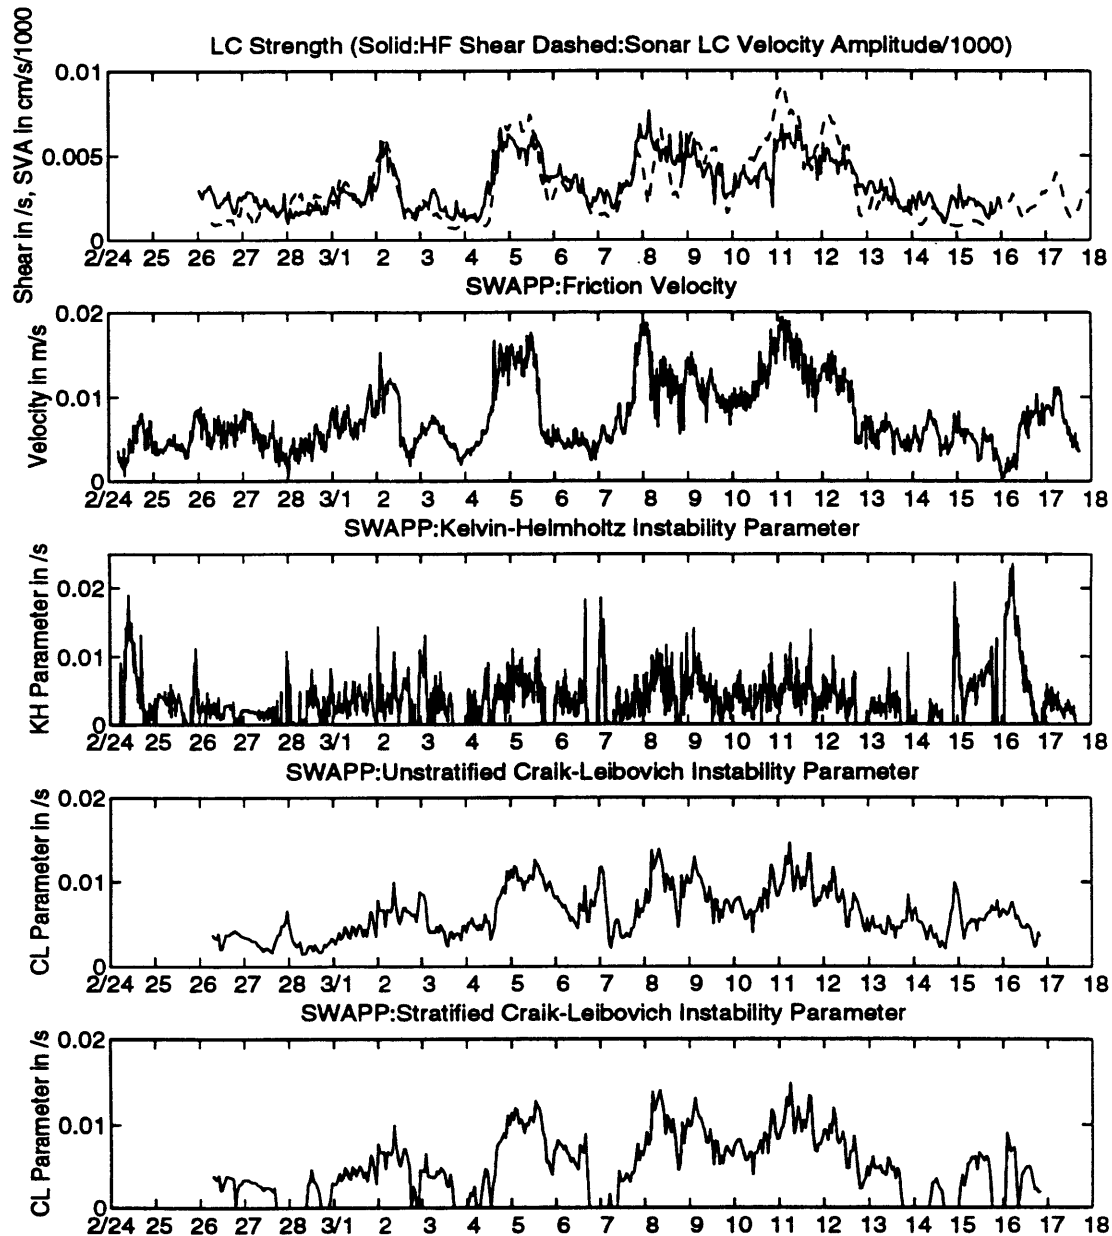 LC Strength (Solid:HF Shear Dashed:Sonar LC Velocity Amplitude/1000)
Shear in /s, SVA in cm/s/1000
0.01
0.005
0
2/24 25 26 27 28 3/1 2 3 4 5 6 7 8 9 10 11 12 13 14 15 16 17 18
SWAPP:Friction Velocity
Velocity in m/s
0.02
0.01
0
2/24 25 26 27 28 3/1 2 3 4 5 6 7 8 9 10 11 12 13 14 15 16 17 18
SWAPP:Kelvin-Helmholtz Instability Parameter
KH Parameter in /s
0.02
0.01
0
2/24 25 26 27 28 3/1 2 3 4 5 6 7 8 9 10 11 12 13 14 15 16 17 18
SWAPP:Unstratified Craik-Leibovich Instability Parameter
CL Parameter in /s
0.02
0.01
0
2/24 25 26 27 28 3/1 2 3 4 5 6 7 8 9 10 11 12 13 14 15 16 17 18
SWAPP:Stratified Craik-Leibovich Instability Parameter
CL Parameter in /s
0.02
0.01
0
2/24 25 26 27 28 3/1 2 3 4 5 6 7 8 9 10 11 12 13 14 15 16 17 18